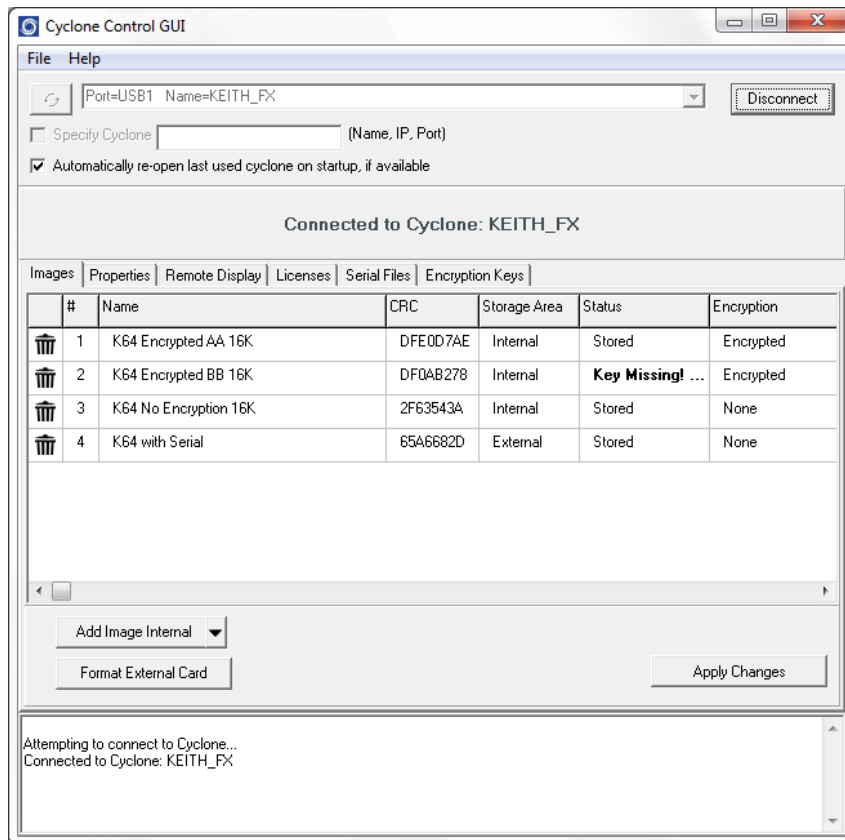 Cyclone Control GUI
File Help
Port=USB1 Name=KEITH_FX
Disconnect
Specify Cyclone (Name, IP, Port)
Automatically re-open last used cyclone on startup, if available
Connected to Cyclone: KEITH_FX
Images Properties Remote Display Licenses Serial Files Encryption Keys
# Name CRC Storage Area Status Encryption
1 K64 Encrypted AA 16K DFE0D7AE Internal Stored Encrypted
2 K64 Encrypted BB 16K DF0AB278 Internal Key Missing! ... Encrypted
3 K64 No Encryption 16K 2F63543A Internal Stored None
4 K64 with Serial 65A6682D External Stored None
Add Image Internal
Format External Card
Apply Changes
Attempting to connect to Cyclone...
Connected to Cyclone: KEITH_FX